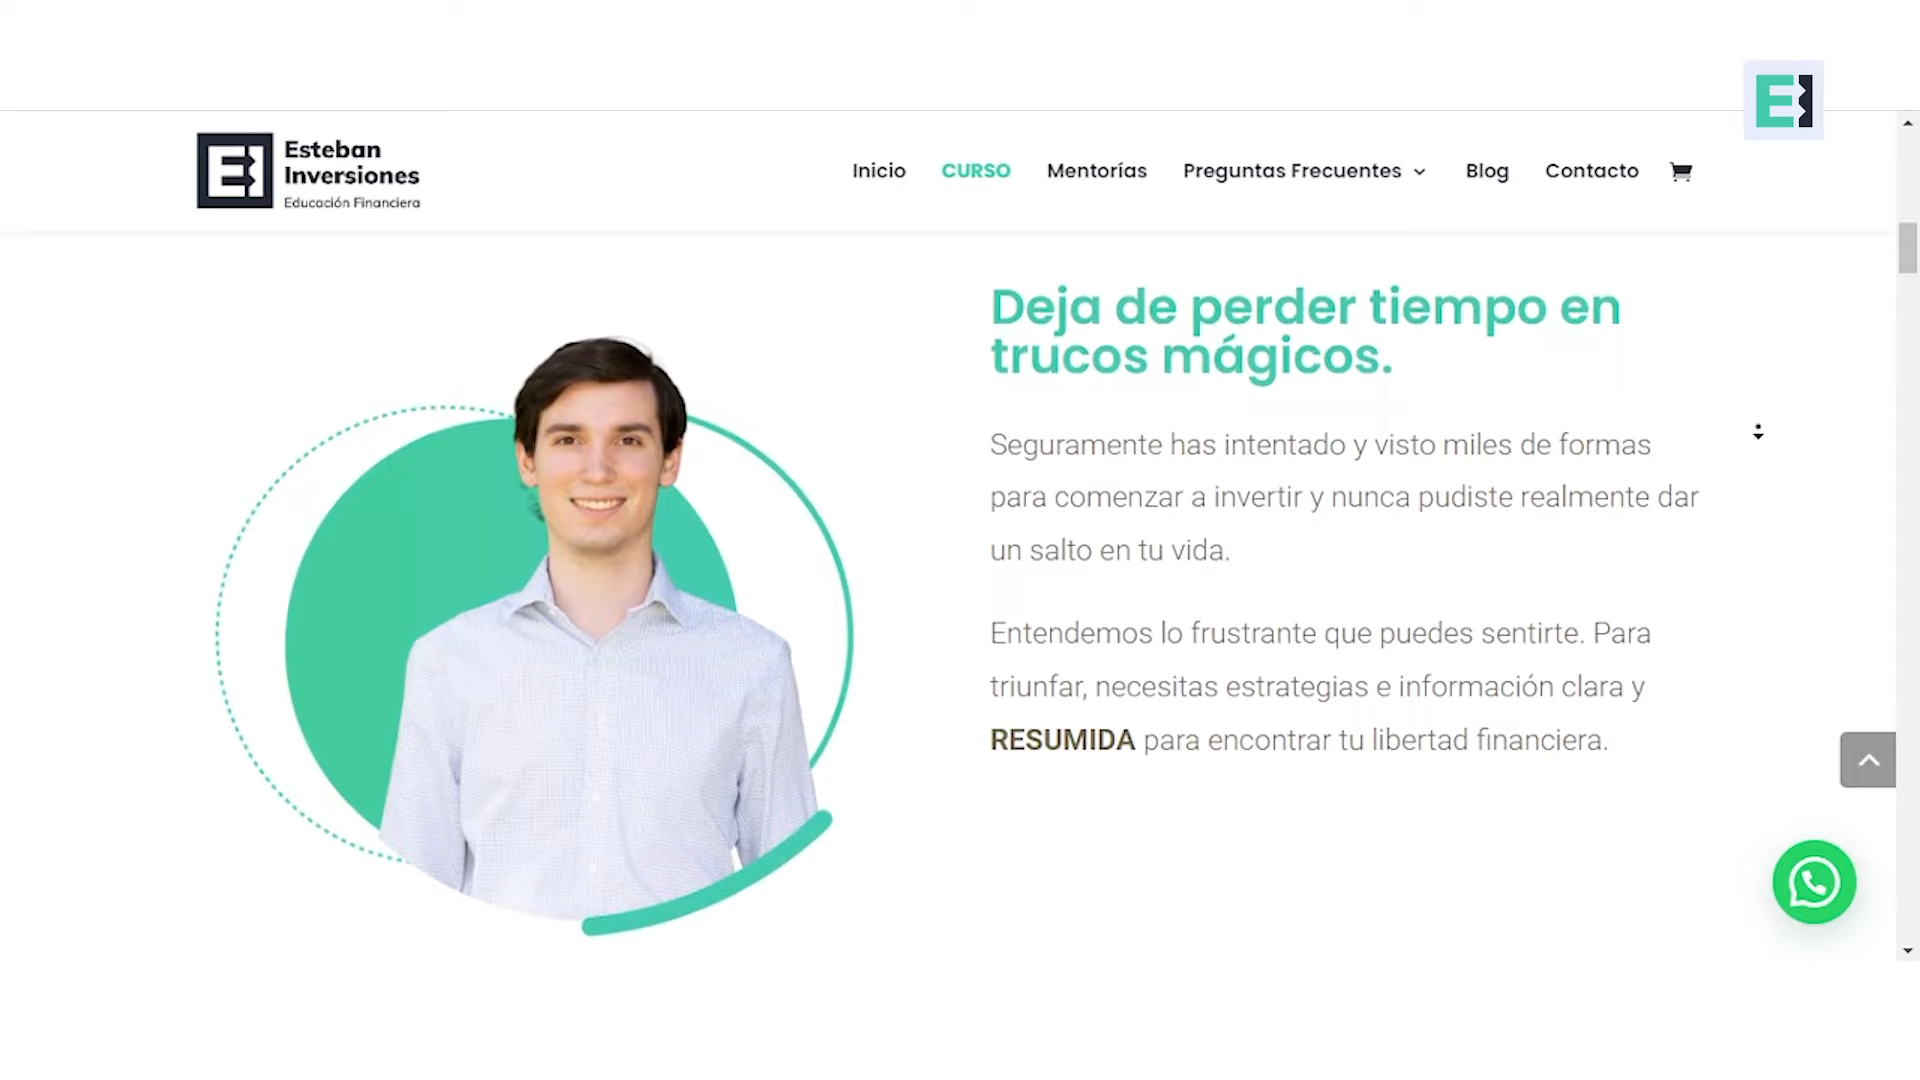 Esteban
Inversiones
Educación Financiera
Inicio
CURSO
Mentorías
Preguntas Frecuentes
Blog
Contacto
Deja de perder tiempo en
trucos mágicos.
Seguramente has intentado y visto miles de formas
para comenzar a invertir y nunca pudiste realmente dar
un salto en tu vida.
Entendemos lo frustrante que puedes sentirte. Para
triunfar, necesitas estrategias e información clara y
RESUMIDA para encontrar tu libertad financiera.